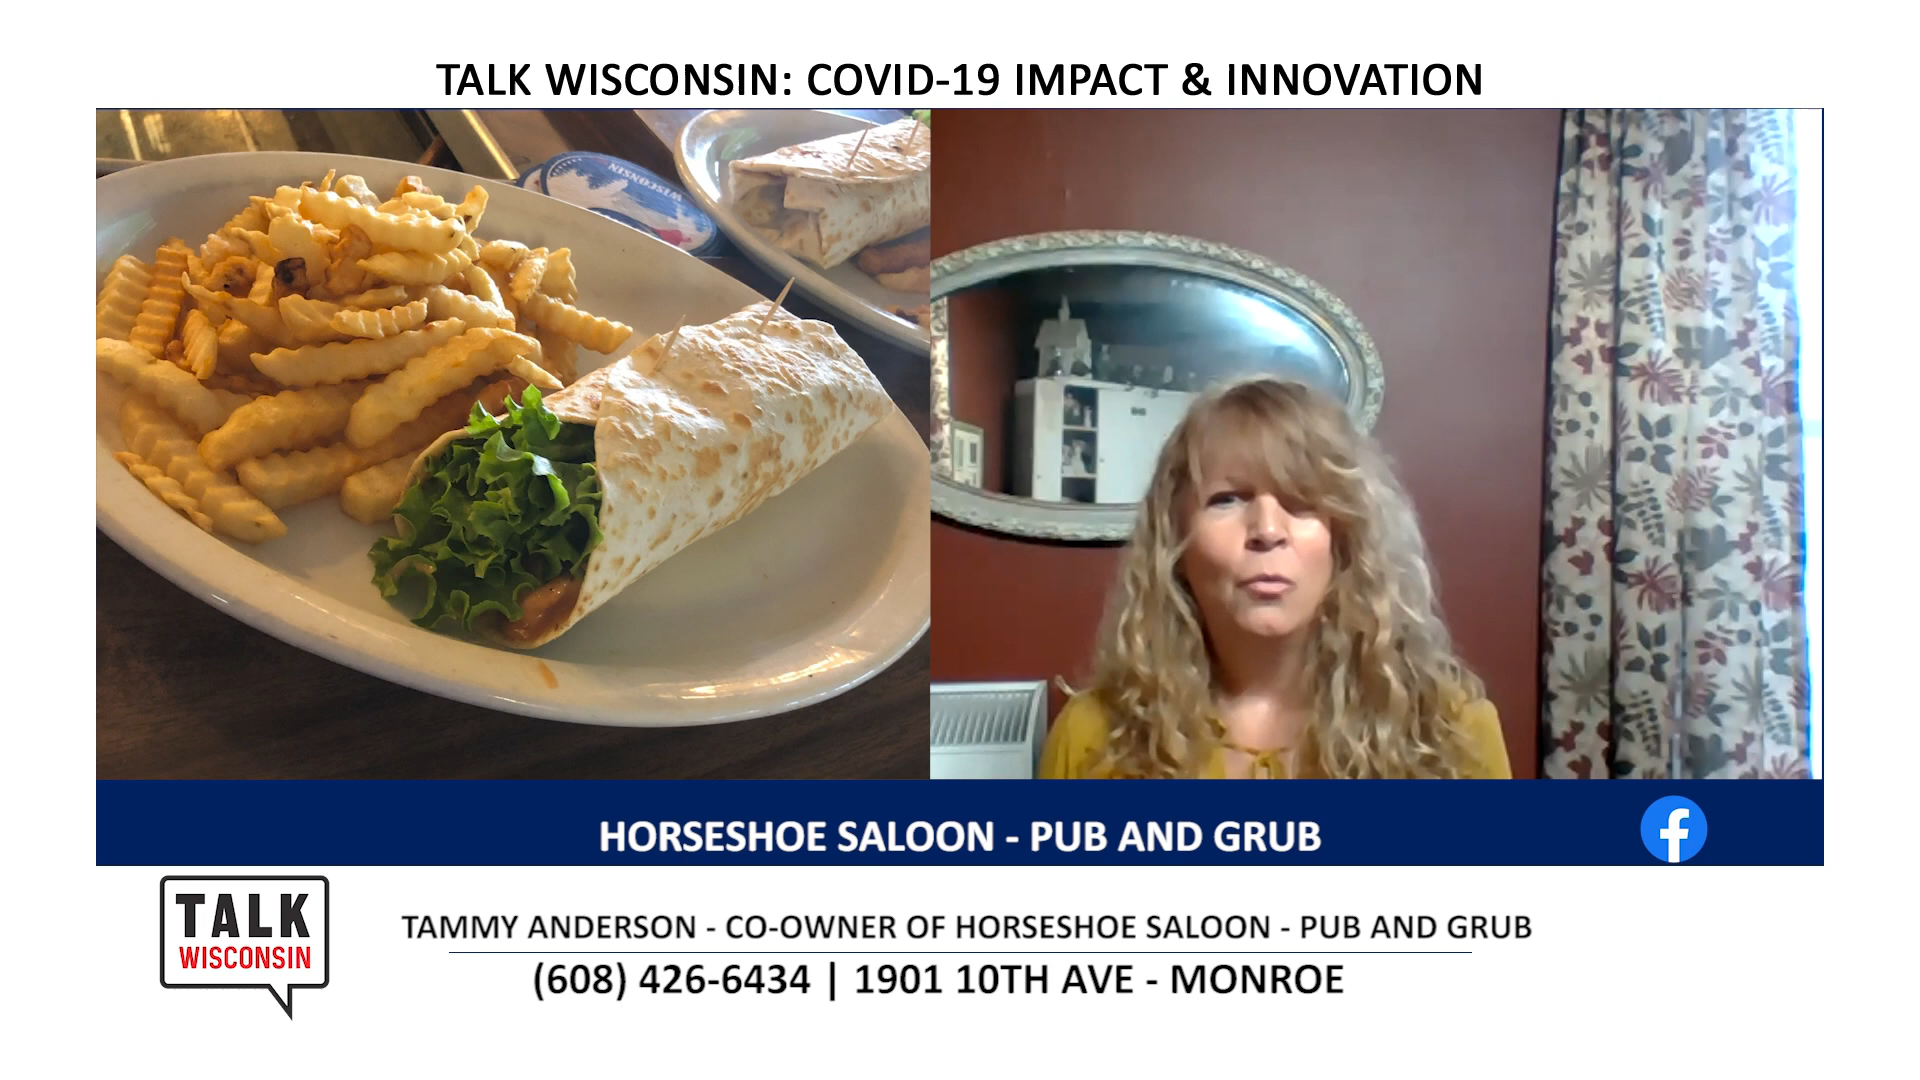 TALK WISCONSIN: COVID-19 IMPACT & INNOVATION
WISCONSIN
HORSESHOE SALOON - PUB AND GRUB
f
TALK
WISCONSIN
TAMMY ANDERSON - CO-OWNER OF HORSESHOE SALOON - PUB AND GRUB
(608) 426-6434 | 1901 10TH AVE - MONROE